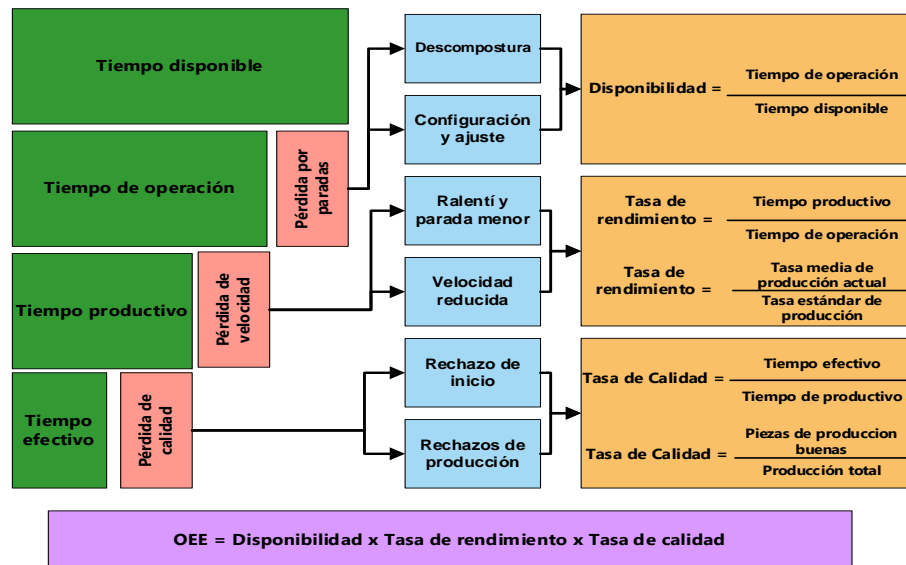 Tiempo disponible
Descompostura
Disponibilidad =
Tiempo de operación
Tiempo disponible
Configuración
y ajuste
Tiempo de operación
Pérdida por
paradas
Ralentí y
parada menor
Tasa de
rendimiento =
Tiempo productivo
Tiempo de operación
Tiempo productivo
Pérdida de
velocidad
Velocidad
reducida
Tasa de
rendimiento =
Tasa media de
producción actual
Tasa estándar de
producción
Tiempo
efectivo
Pérdida de
calidad
Rechazo de
inicio
Tasa de Calidad =
Tiempo efectivo
Tiempo de productivo
Rechazos de
producción
Tasa de Calidad =
Piezas de produccion
buenas
Producción total
OEE = Disponibilidad x Tasa de rendimiento x Tasa de calidad